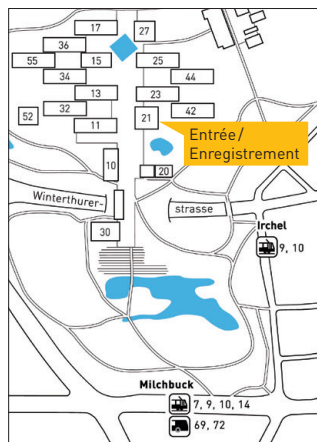 17
27
36
55
15
25
34
44
13
23
32
42
52
11
21
Entrée/
Enregistrement
10
20
Winterthurer-
strasse
30
Irchel
9, 10
Milchbuck
7, 9, 10, 14
69, 72